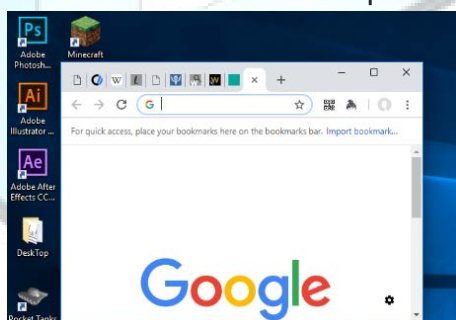 Ps
Adobe
Photosh...
Minecraft
Ai
Adobe
Illustrator ...
G
For quick access, place your bookmarks here on the bookmarks bar. Import bookmark...
Ae
Adobe After
Effects CC...
DeskTop
Google
Pocket Tanks